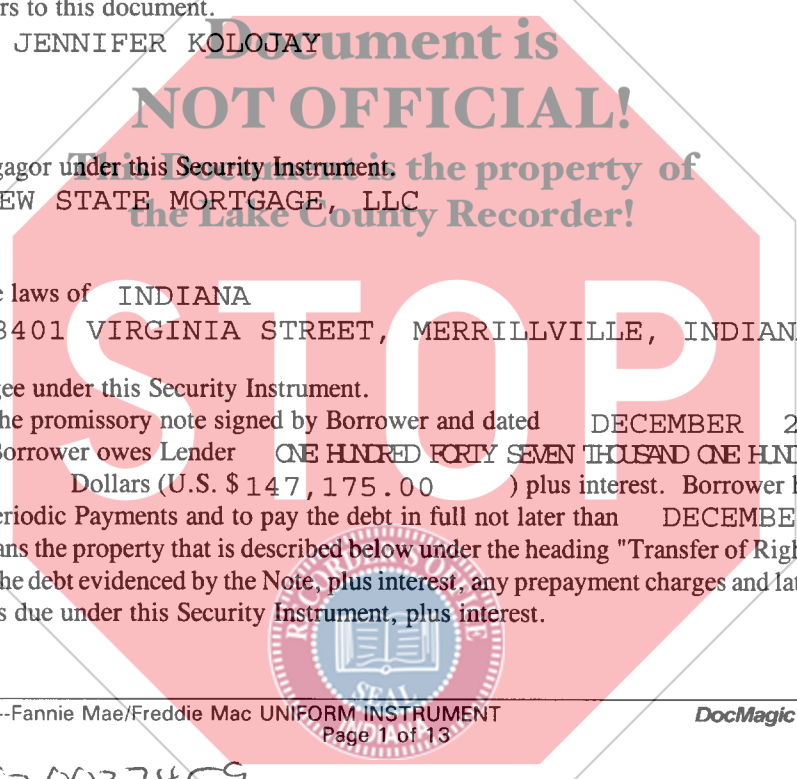 rs to this document.
JENNIFER KOLOJAY
Document is
NOT OFFICIAL!
gagor under this Security Instrument.
This Document is the property of
EW STATE MORTGAGE, LLC
the Lake County Recorder!
e laws of INDIANA
8401 VIRGINIA STREET, MERRILLVILLE, INDIANA
STOP
gee under this Security Instrument.
he promissory note signed by Borrower and dated DECEMBER 2
Borrower owes Lender ONE HUNDRED FORTY SEVEN THOUSAND ONE HUN
Dollars (U.S. $ 147,175.00 ) plus interest. Borrower h
eriodic Payments and to pay the debt in full not later than DECEMBE
ans the property that is described below under the heading "Transfer of Righ
he debt evidenced by the Note, plus interest, any prepayment charges and lat
s due under this Security Instrument, plus interest.
RECORDER'S OFFICE
SEAL
INDIANA
--Fannie Mae/Freddie Mac UNIFORM INSTRUMENT
DocMagic
Page 1 of 13